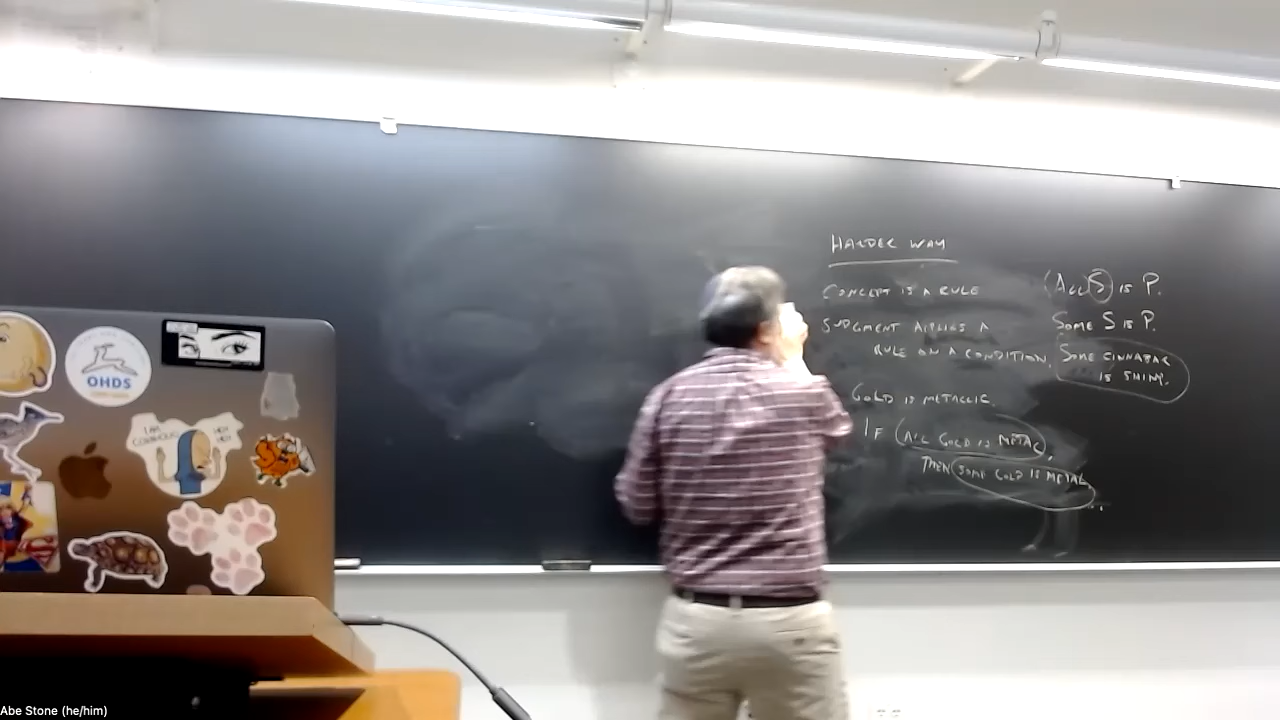 HARDER WAY
CONCEPT IS A RULE
JUDGMENT APPLIES A
RULE ON A CONDITION.
GOLD IS METALLIC.
IF (ALL GOLD IS METAL,
THEN SOME GOLD IS METAL.
(ALL) S IS P.
SOME S IS P.
SOME CINNABAR
IS SHINY.
OHDS
I AM
Abe Stone (he/him)